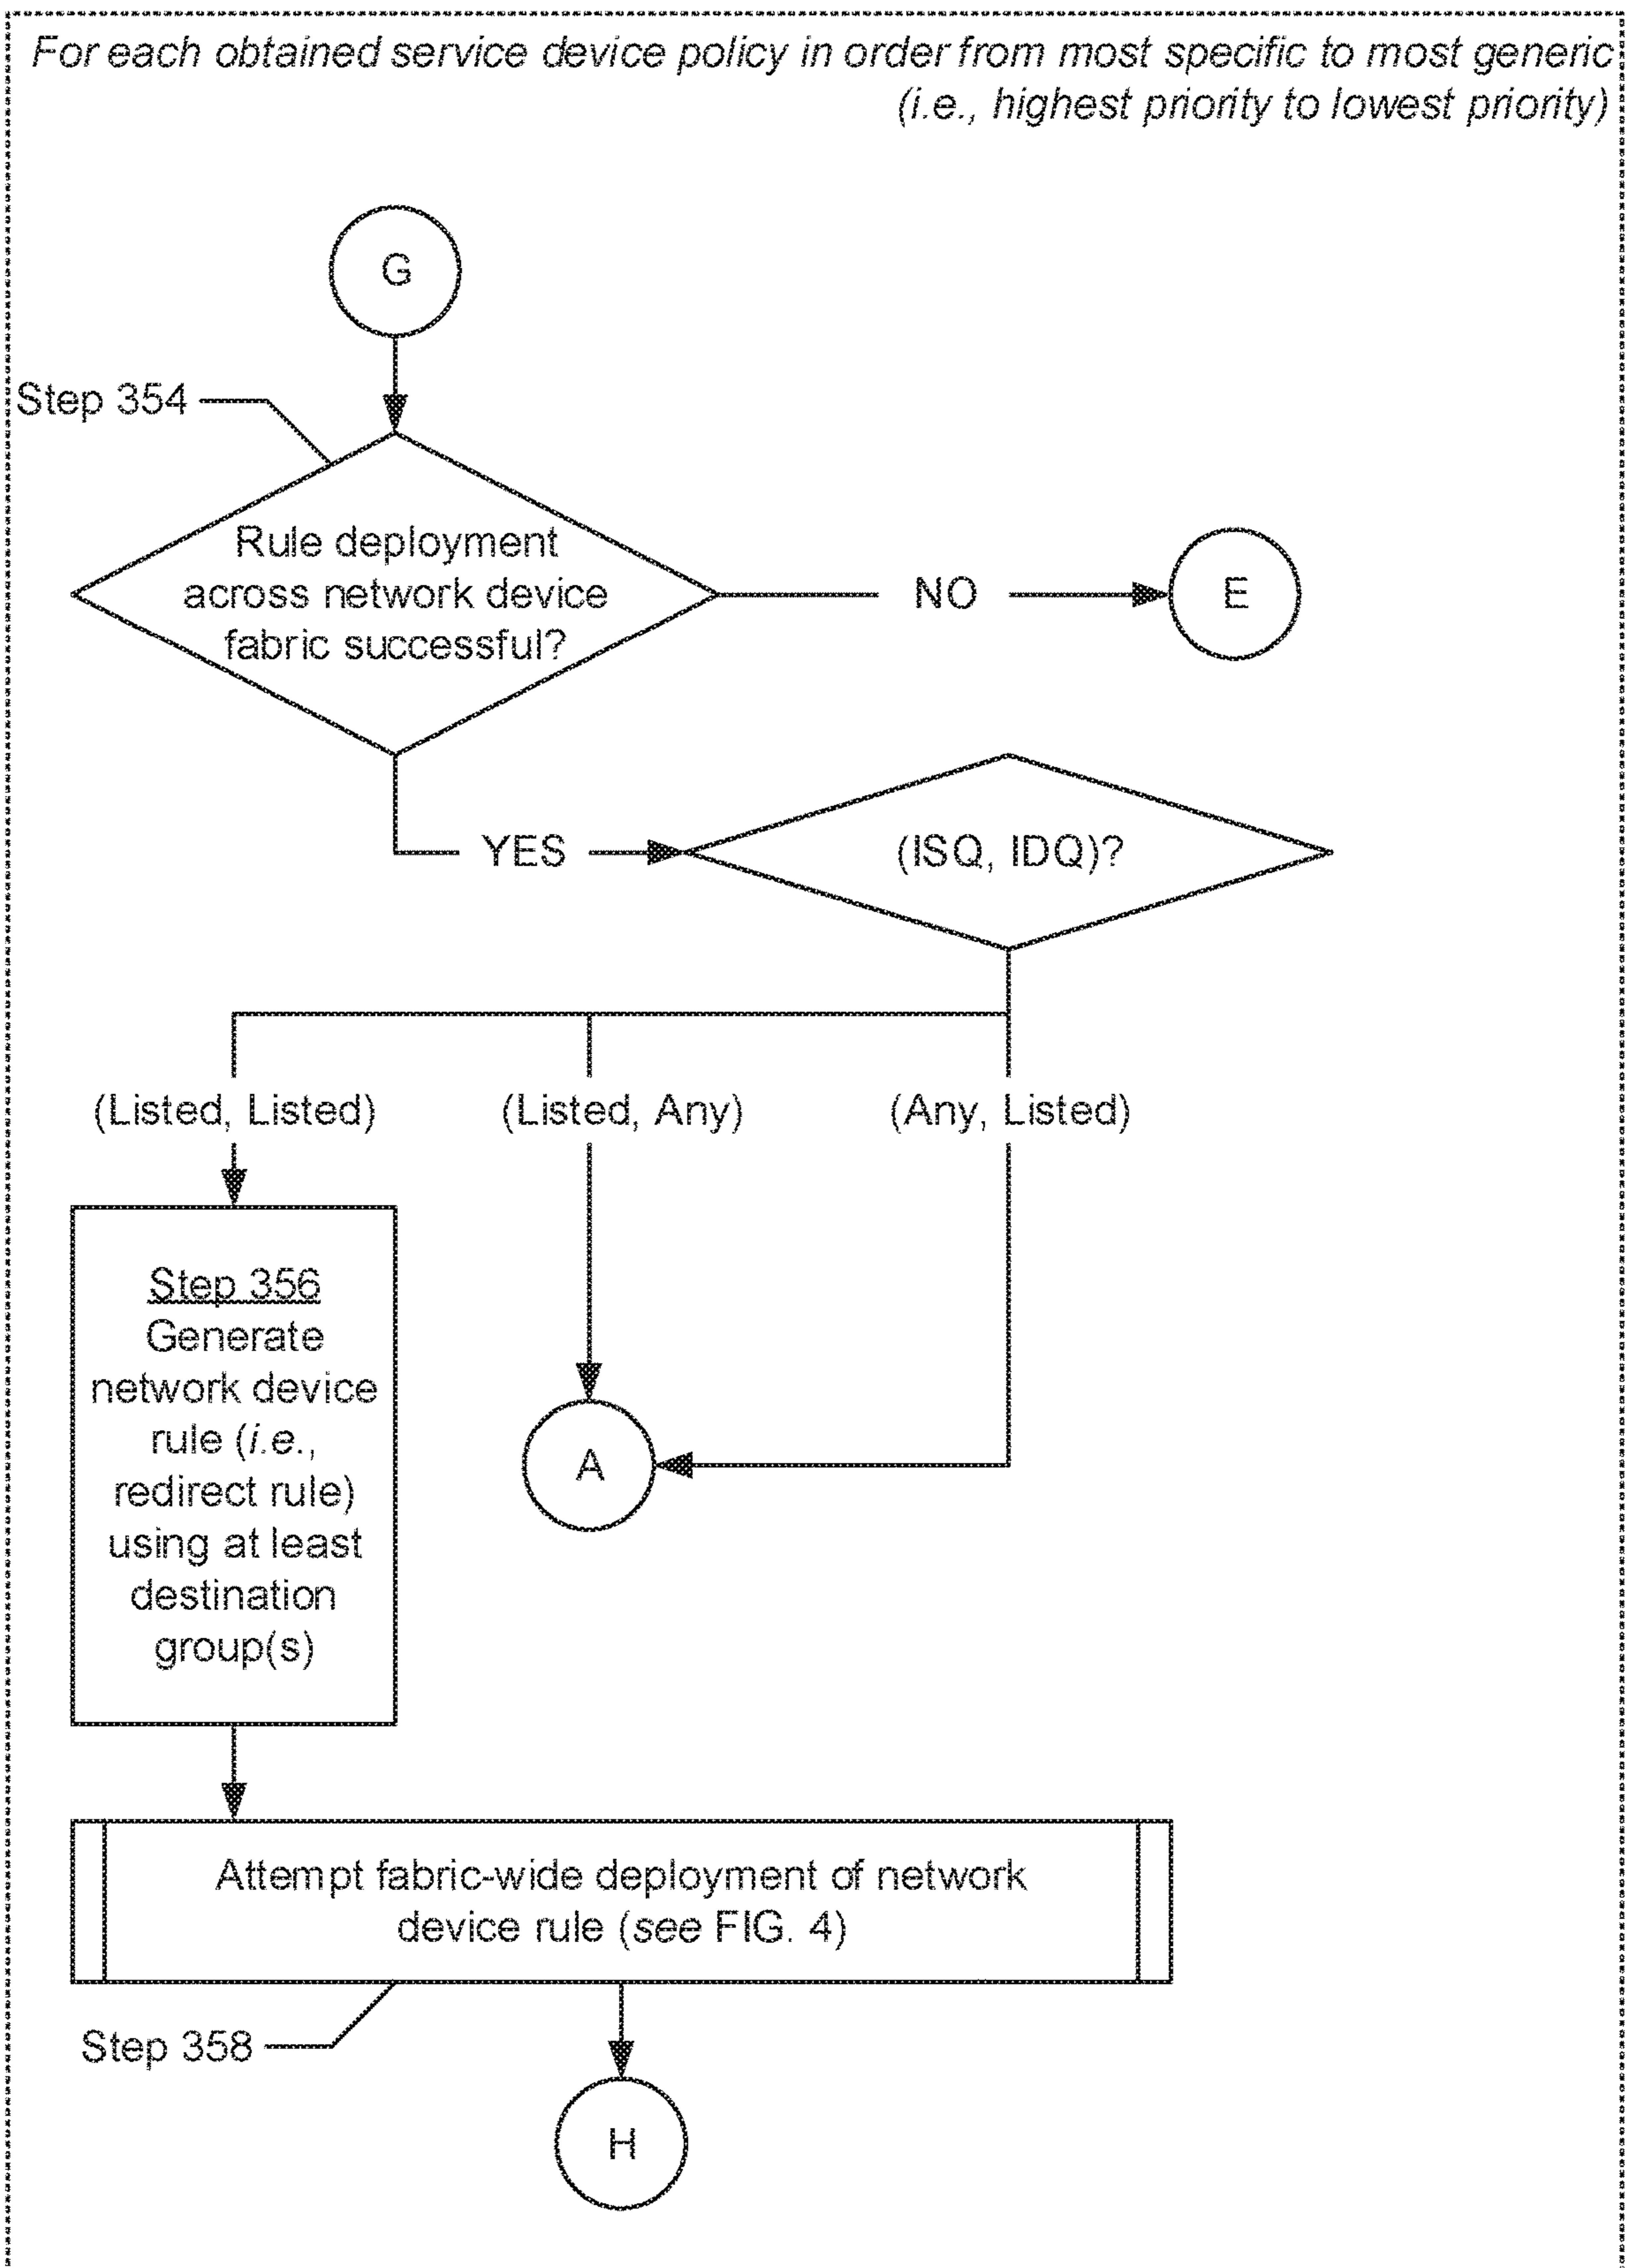 For each obtained service device policy in order from most specific to most generic
(i.e., highest priority to lowest priority)
G
Step 354
Rule deployment
across network device
fabric successful?
NO
E
YES
(ISQ, IDQ)?
(Listed, Listed)
(Listed, Any)
(Any, Listed)
Step 356
Generate
network device
rule (i.e.,
redirect rule)
using at least
destination
group(s)
A
Attempt fabric-wide deployment of network
device rule (see FIG. 4)
Step 358
H